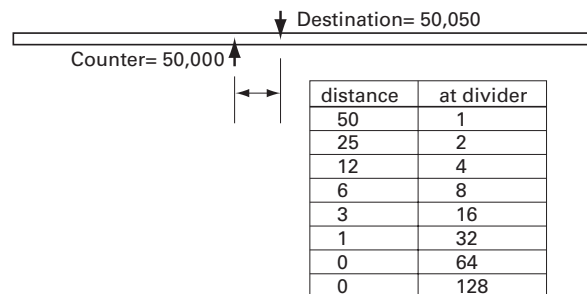 Destination= 50,050
Counter= 50,000
distance at divider
50 1
25 2
12 4
6 8
3 16
1 32
0 64
0 128